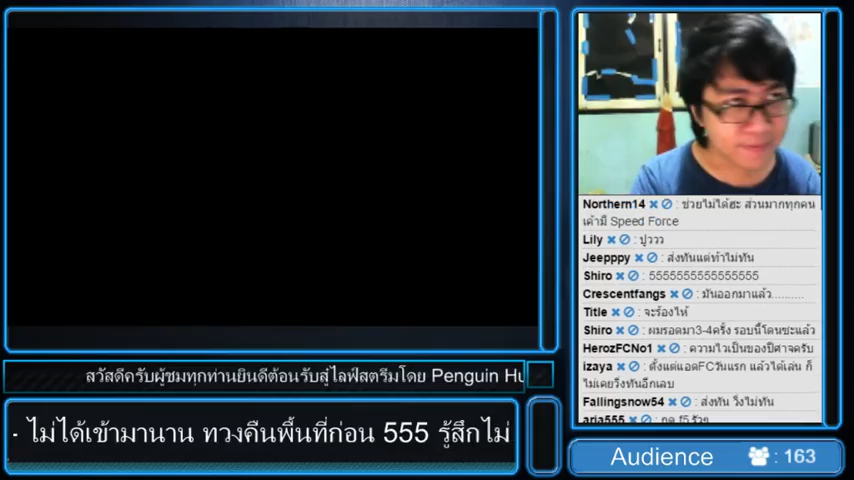 Northern14 : ช่วยไม่ได้ฮะ ส่วนมากทุกคน
เค้ามี Speed Force
Lily : ปูววว
Jeepppy : ส่งทันแต่ท้าไม่ทัน
Shiro : 5555555555555555
Crescentfangs : มันออกมาแล้ว..........
Title : จะร้องไห้
Shiro : ผมรอดมา3-4ครั้ง รอบนี้โดนซะแล้ว
HerozFCNo1 : ความไวเป็นของปีศาจครับ
izaya : ตั้งแต่แอดFCวันแรก แล้วได้เล่น ก็
ไม่เคยวิ่งทันอีกเลบ
Fallingsnow54 : ส่งทัน วิ่งไม่ทัน
aria555 : กด f5 รัวๆ
สวัสดีครับผู้ชมทุกท่านยินดีต้อนรับสู่ไลฟ์สตรีมโดย Penguin Hu
- ไม่ได้เข้ามานาน ทวงคืนพื้นที่ก่อน 555 รู้สึกไม่
Audience : 163